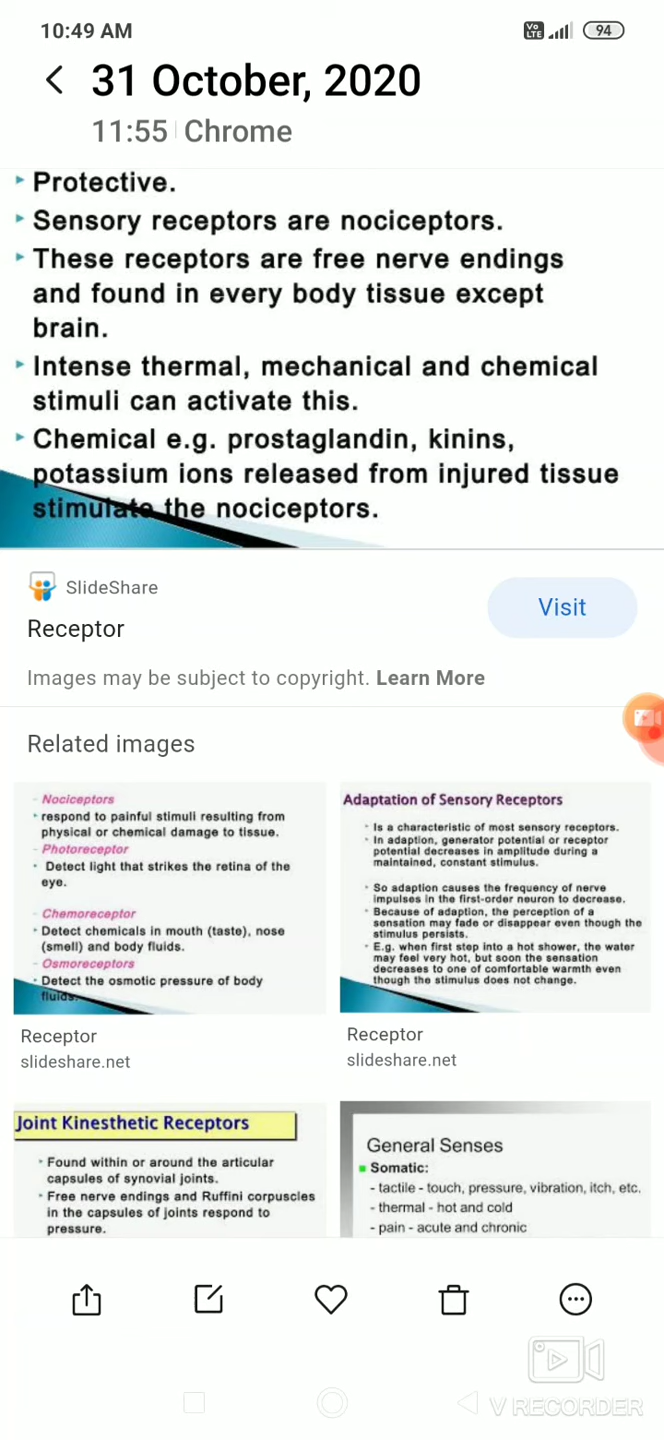 10:49 AM
Vo LTE
94
31 October, 2020
11:55 Chrome
Protective.
Sensory receptors are nociceptors.
These receptors are free nerve endings
and found in every body tissue except
brain.
Intense thermal, mechanical and chemical
stimuli can activate this.
Chemical e.g. prostaglandin, kinins,
potassium ions released from injured tissue
stimulate the nociceptors.
SlideShare
Visit
Receptor
Images may be subject to copyright. Learn More
Related images
- Nociceptors
respond to painful stimuli resulting from
physical or chemical damage to tissue.
- Photoreceptor
Detect light that strikes the retina of the
eye.
- Chemoreceptor
Detect chemicals in mouth (taste), nose
(smell) and body fluids.
- Osmoreceptors
Detect the osmotic pressure of body
fluids.
Receptor
slideshare.net
Adaptation of Sensory Receptors
Is a characteristic of most sensory receptors.
In adaption, generator potential or receptor
potential decreases in amplitude during a
maintained, constant stimulus.
So adaption causes the frequency of nerve
impulses in the first-order neuron to decrease.
Because of adaption, the perception of a
sensation may fade or disappear even though the
stimulus persists.
E.g. when first step into a hot shower, the water
may feel very hot, but soon the sensation
decreases to one of comfortable warmth even
though the stimulus does not change.
Receptor
slideshare.net
Joint Kinesthetic Receptors
Found within or around the articular
capsules of synovial joints.
Free nerve endings and Ruffini corpuscles
in the capsules of joints respond to
pressure.
General Senses
Somatic:
- tactile - touch, pressure, vibration, itch, etc.
- thermal - hot and cold
- pain - acute and chronic
V RECORDER